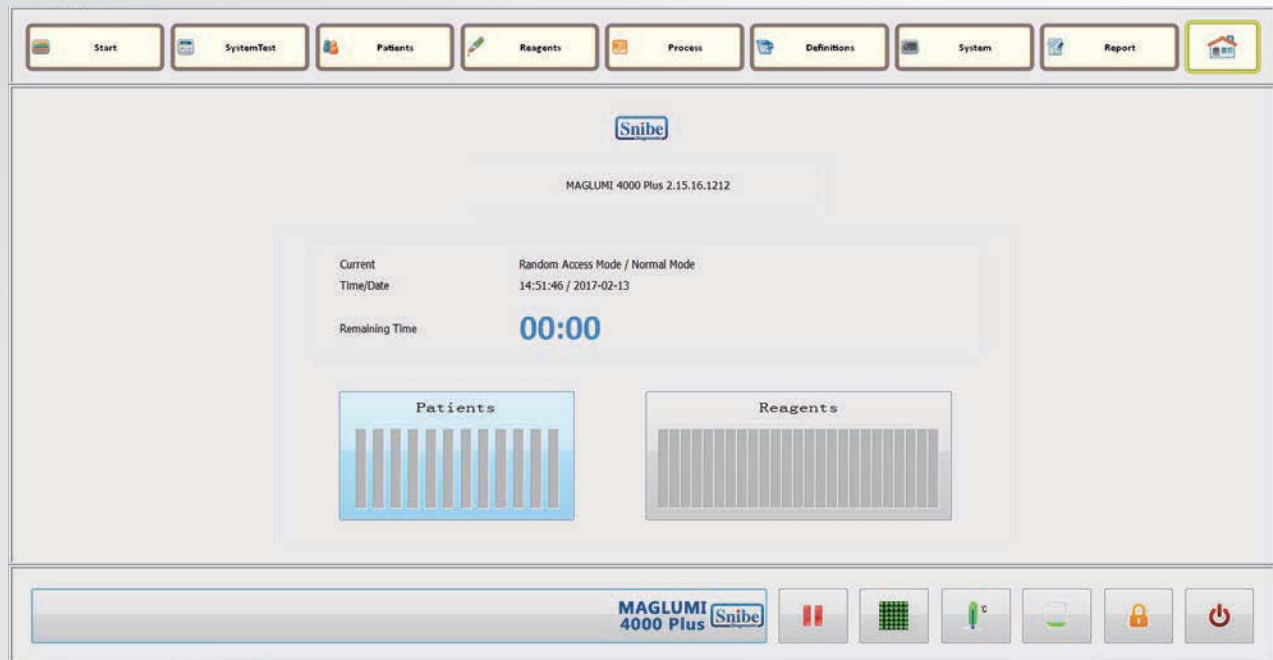 Start SystemTest Patients Reagents Process Definitions System Report
Snibe
MAGLUMI 4000 Plus 2.15.16.1212
Current Random Access Mode / Normal Mode
Time/Date 14:51:46 / 2017-02-13
Remaining Time 00:00
Patients Reagents
MAGLUMI
4000 Plus Snibe
°C